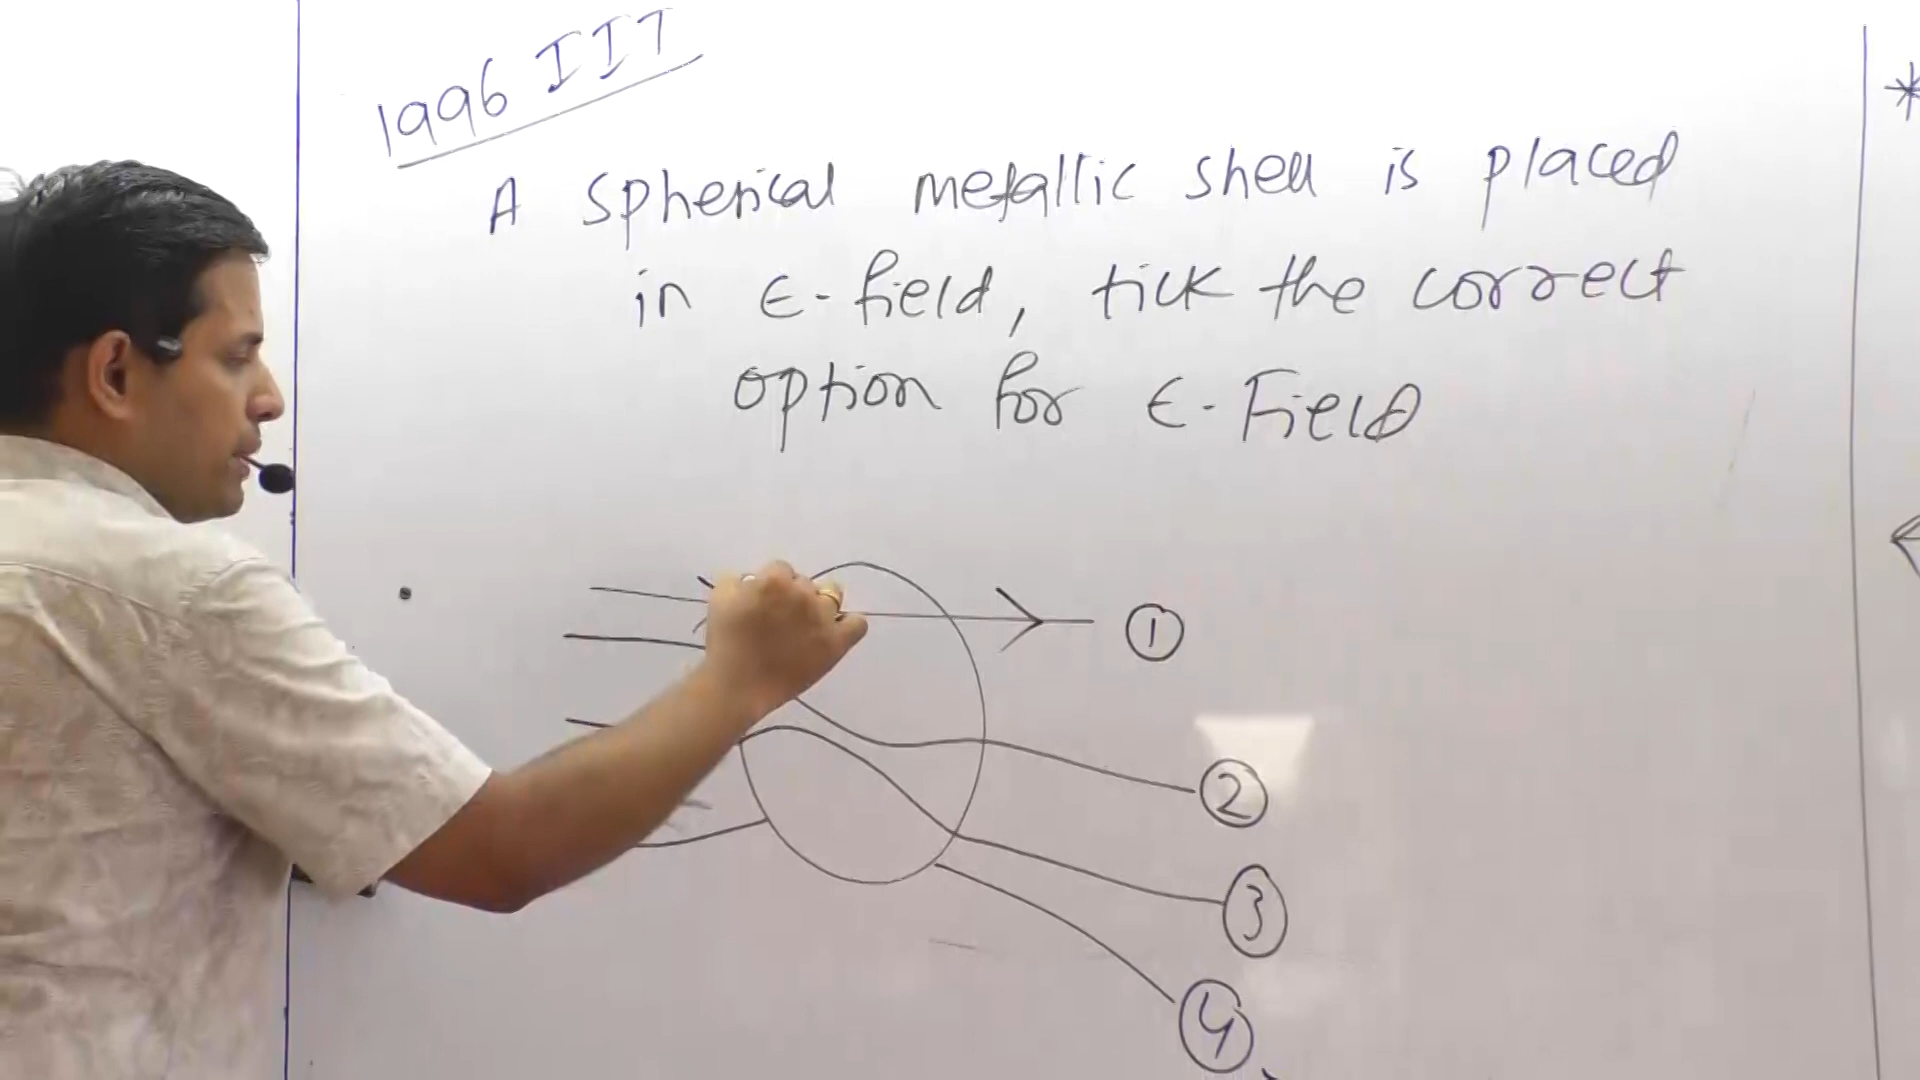 1996 IIT
A spherical metallic shell is placed
in E-field, tick the correct
option for E-Field
1
2
3
4
*